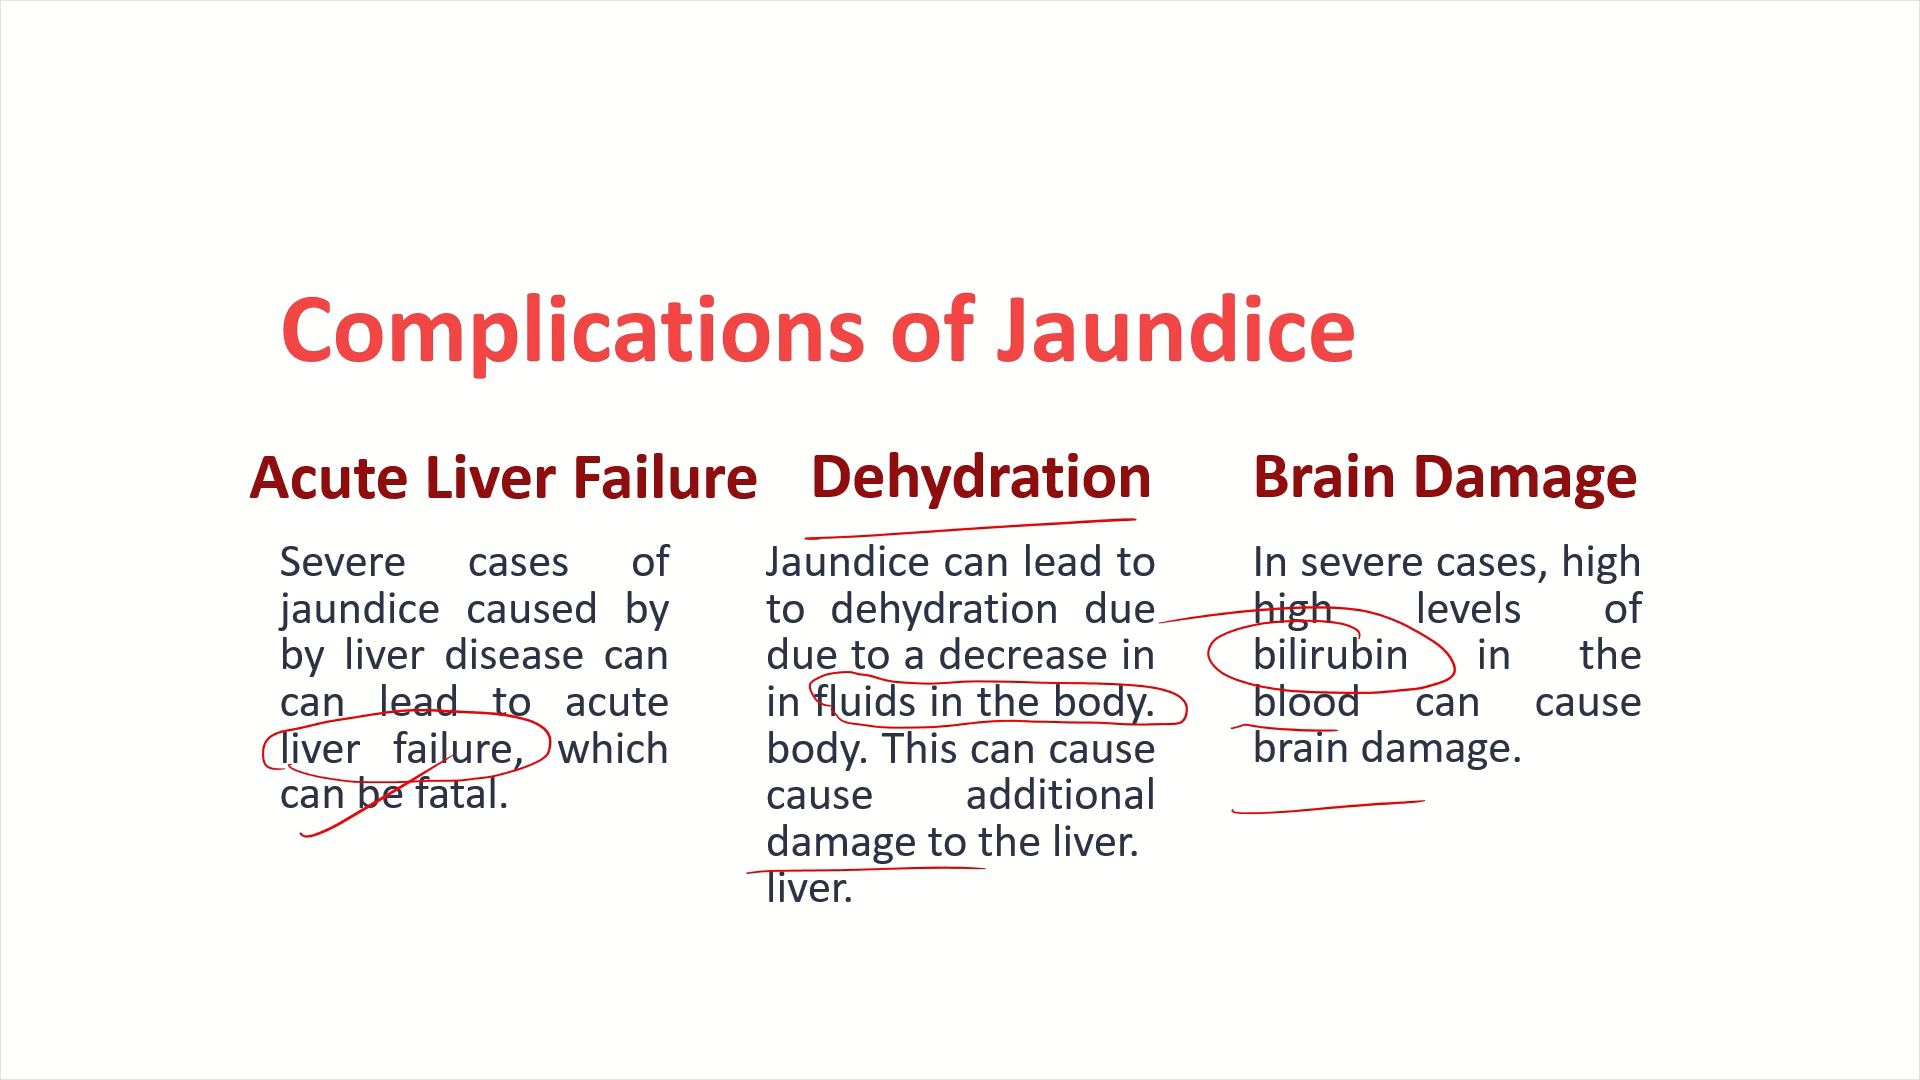 Complications of Jaundice
Acute Liver Failure
Severe cases of
jaundice caused by
by liver disease can
can lead to acute
liver failure, which
can be fatal.
Dehydration
Jaundice can lead to
to dehydration due
due to a decrease in
in fluids in the body.
body. This can cause
cause additional
damage to the liver.
liver.
Brain Damage
In severe cases, high
high levels of
bilirubin in the
blood can cause
brain damage.